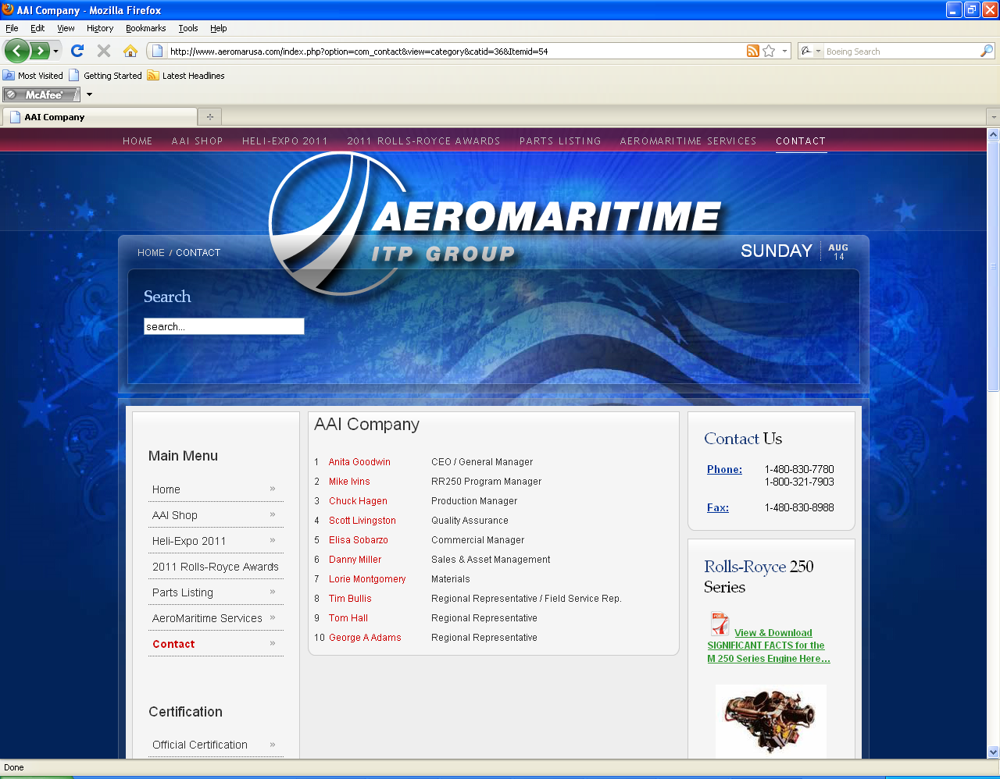 AAI Company - Mozilla Firefox
File Edit View History Bookmarks Tools Help
http://www.aeromarusa.com/index.php?option=com_contact&view=category&catid=36&Itemid=54
Boeing Search
Most Visited Getting Started Latest Headlines
McAfee
AAI Company
HOME AAI SHOP HELI-EXPO 2011 2011 ROLLS-ROYCE AWARDS PARTS LISTING AEROMARITIME SERVICES CONTACT
AEROMARITIME
ITP GROUP
HOME / CONTACT
SUNDAY AUG 14
Search
search...
Main Menu
Home »
AAI Shop »
Heli-Expo 2011 »
2011 Rolls-Royce Awards »
Parts Listing »
AeroMaritime Services »
Contact »
Certification
Official Certification »
AAI Company
1 Anita Goodwin CEO / General Manager
2 Mike Ivins RR250 Program Manager
3 Chuck Hagen Production Manager
4 Scott Livingston Quality Assurance
5 Elisa Sobarzo Commercial Manager
6 Danny Miller Sales & Asset Management
7 Lorie Montgomery Materials
8 Tim Bullis Regional Representative / Field Service Rep.
9 Tom Hall Regional Representative
10 George A Adams Regional Representative
Contact Us
Phone: 1-480-830-7780
1-800-321-7903
Fax: 1-480-830-8988
Rolls-Royce 250
Series
PDF
View & Download
SIGNIFICANT FACTS for the
M 250 Series Engine Here...
Done